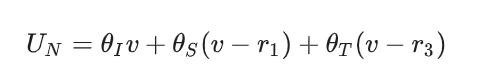 U_N = θ_I v + θ_S (v − r_1) + θ_T (v − r_3)